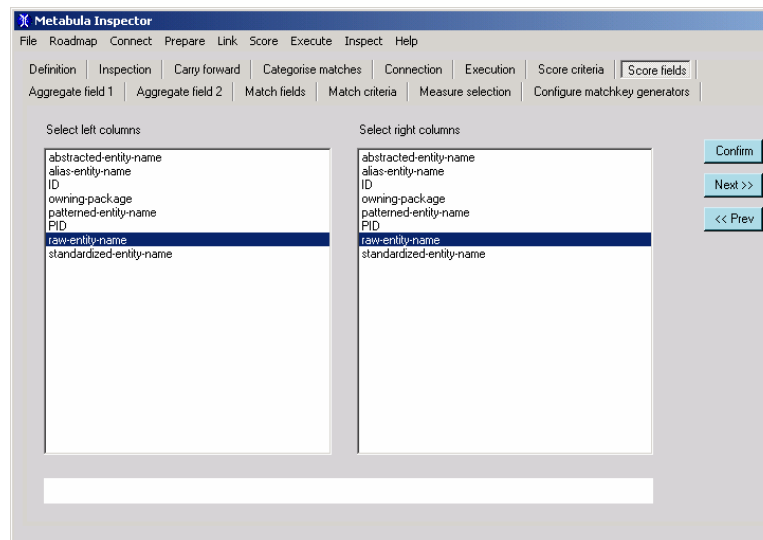 Metabula Inspector
File Roadmap Connect Prepare Link Score Execute Inspect Help
Definition Inspection Carry forward Categorise matches Connection Execution Score criteria Score fields
Aggregate field 1 Aggregate field 2 Match fields Match criteria Measure selection Configure matchkey generators
Select left columns Select right columns
abstracted-entity-name abstracted-entity-name Confirm
alias-entity-name alias-entity-name
ID ID Next >>
owning-package owning-package
patterned-entity-name patterned-entity-name
PID PID << Prev
raw-entity-name raw-entity-name
standardized-entity-name standardized-entity-name